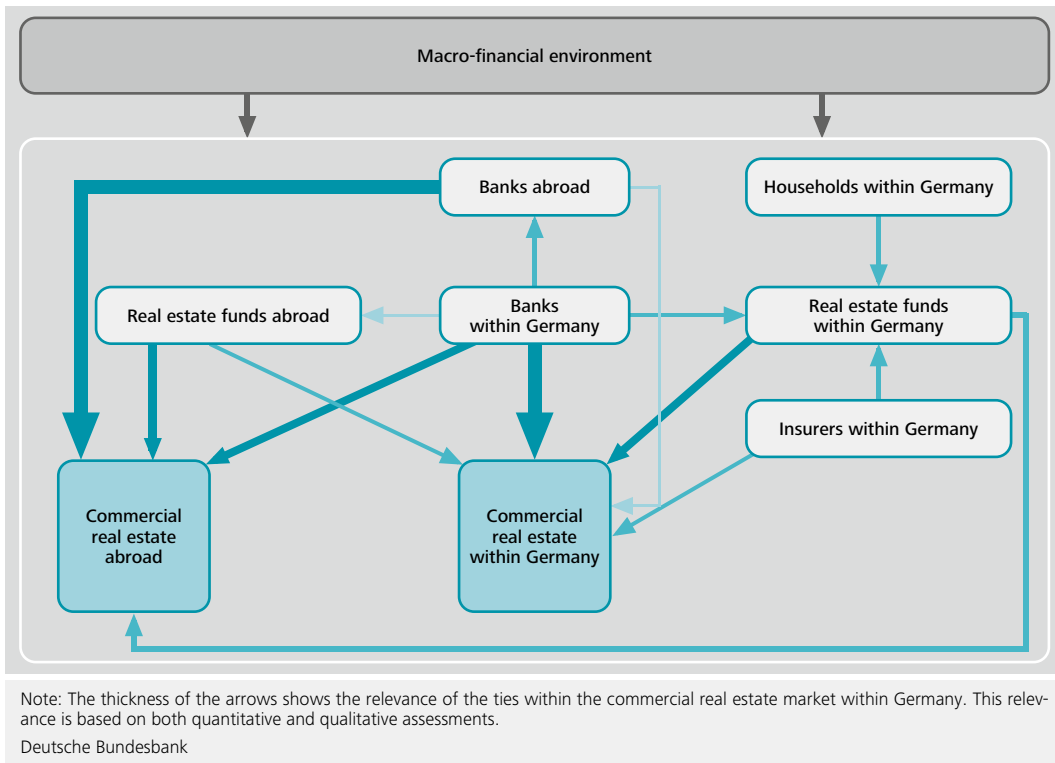 Macro-financial environment
Banks abroad
Households within Germany
Real estate funds abroad
Banks
within Germany
Real estate funds
within Germany
Insurers within Germany
Commercial
real estate
abroad
Commercial
real estate
within Germany
Note: The thickness of the arrows shows the relevance of the ties within the commercial real estate market within Germany. This relev-
ance is based on both quantitative and qualitative assessments.
Deutsche Bundesbank